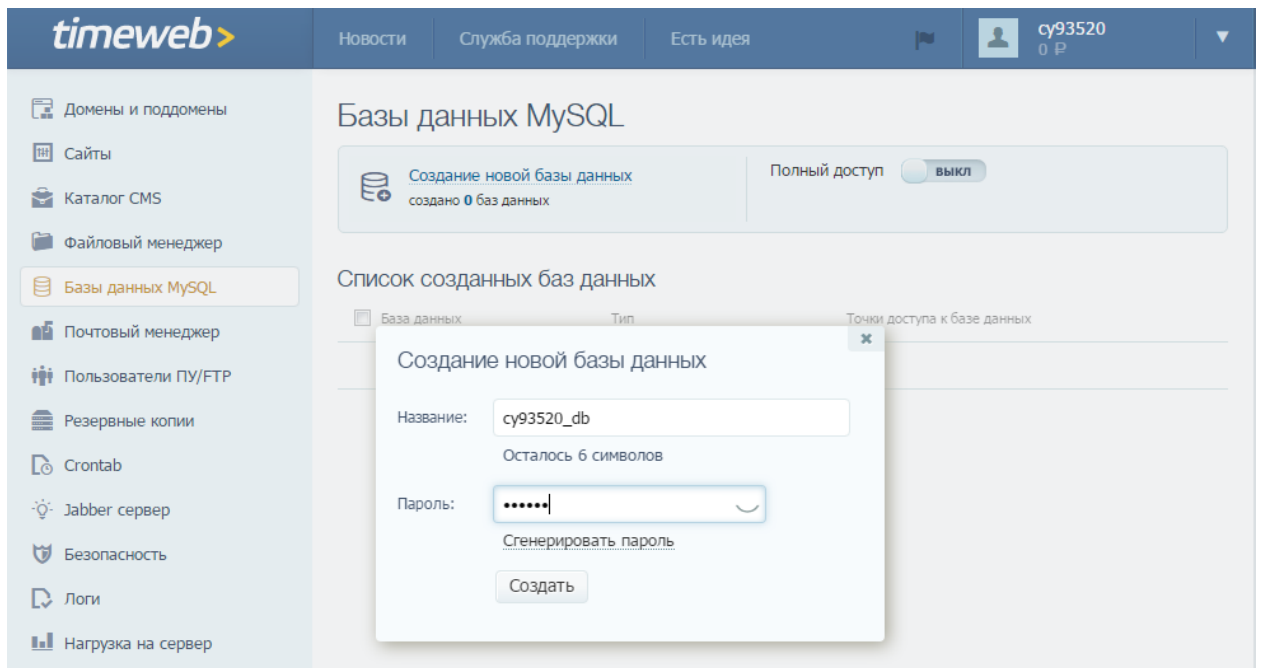 timeweb>
Новости
Служба поддержки
Есть идея
cy93520
0 ₽
Домены и поддомены
Сайты
Каталог CMS
Файловый менеджер
Базы данных MySQL
Почтовый менеджер
Пользователи ПУ/FTP
Резервные копии
Crontab
Jabber сервер
Безопасность
Логи
Нагрузка на сервер
Базы данных MySQL
Создание новой базы данных
создано 0 баз данных
Полный доступ
выкл
Список созданных баз данных
База данных
Тип
Точки доступа к базе данных
Создание новой базы данных
Название:
cy93520_db
Осталось 6 символов
Пароль:
••••••
Сгенерировать пароль
Создать